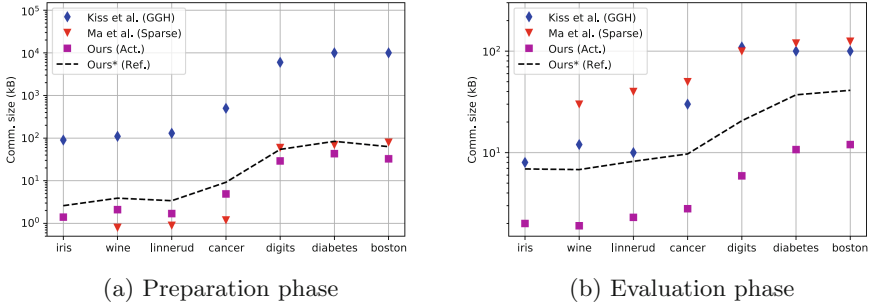 Kiss et al. (GGH)
Ma et al. (Sparse)
Ours (Act.)
Ours* (Ref.)
Comm. size (kB)
10^5
10^4
10^3
10^2
10^1
10^0
iris wine linnerud cancer digits diabetes boston
(a) Preparation phase
Kiss et al. (GGH)
Ma et al. (Sparse)
Ours (Act.)
Ours* (Ref.)
Comm. size (kB)
10^2
10^1
iris wine linnerud cancer digits diabetes boston
(b) Evaluation phase